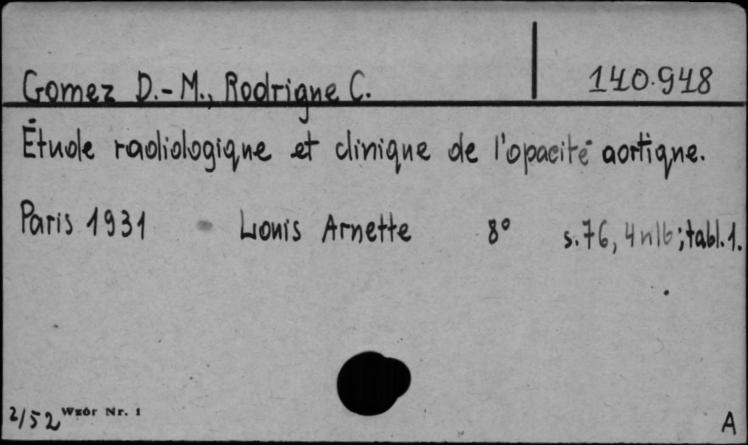 Gomez D.-M., Rodrigue C. 140.948
Étude radiologique et clinique de l'opacité aortique.
Paris 1931 Louis Arnette 8° s.76, 4 nlb; tabl.1.
2/52 Wzór Nr. 1 A